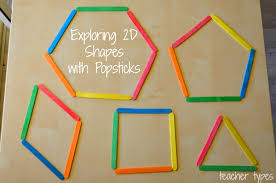 Exploring 2D
Shapes
with Popsticks
teacher types